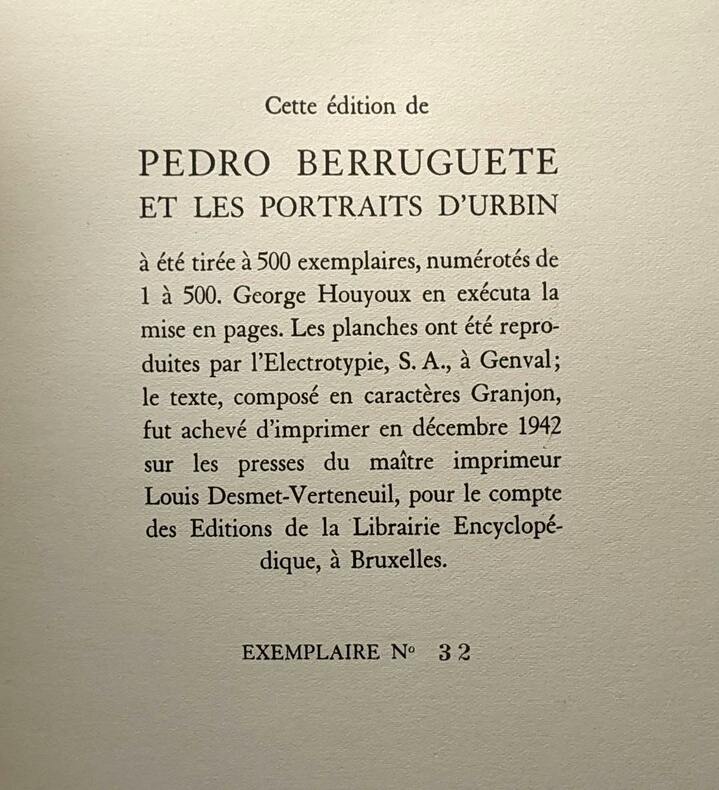 Cette édition de
PEDRO BERRUGUETE
ET LES PORTRAITS D'URBIN
à été tirée à 500 exemplaires, numérotés de
1 à 500. George Houyoux en exécuta la
mise en pages. Les planches ont été repro-
duites par l'Electrotypie, S. A., à Genval;
le texte, composé en caractères Granjon,
fut achevé d'imprimer en décembre 1942
sur les presses du maître imprimeur
Louis Desmet-Verteneuil, pour le compte
des Editions de la Librairie Encyclopé-
dique, à Bruxelles.
EXEMPLAIRE Nº 32